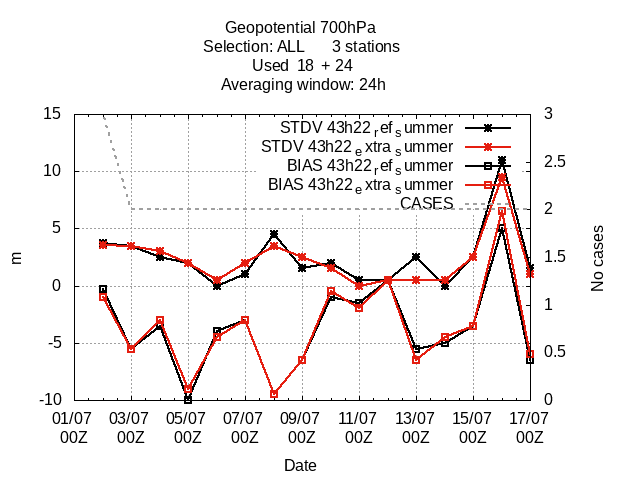 Geopotential 700hPa
Selection: ALL 3 stations
Used 18 + 24
Averaging window: 24h
STDV 43h22 ref summer
STDV 43h22 extra summer
BIAS 43h22 ref summer
BIAS 43h22 extra summer
CASES
15
10
5
0
-5
-10
m
3
2.5
2
1.5
1
0.5
0
No cases
01/07 03/07 05/07 07/07 09/07 11/07 13/07 15/07 17/07
00Z 00Z 00Z 00Z 00Z 00Z 00Z 00Z 00Z
Date